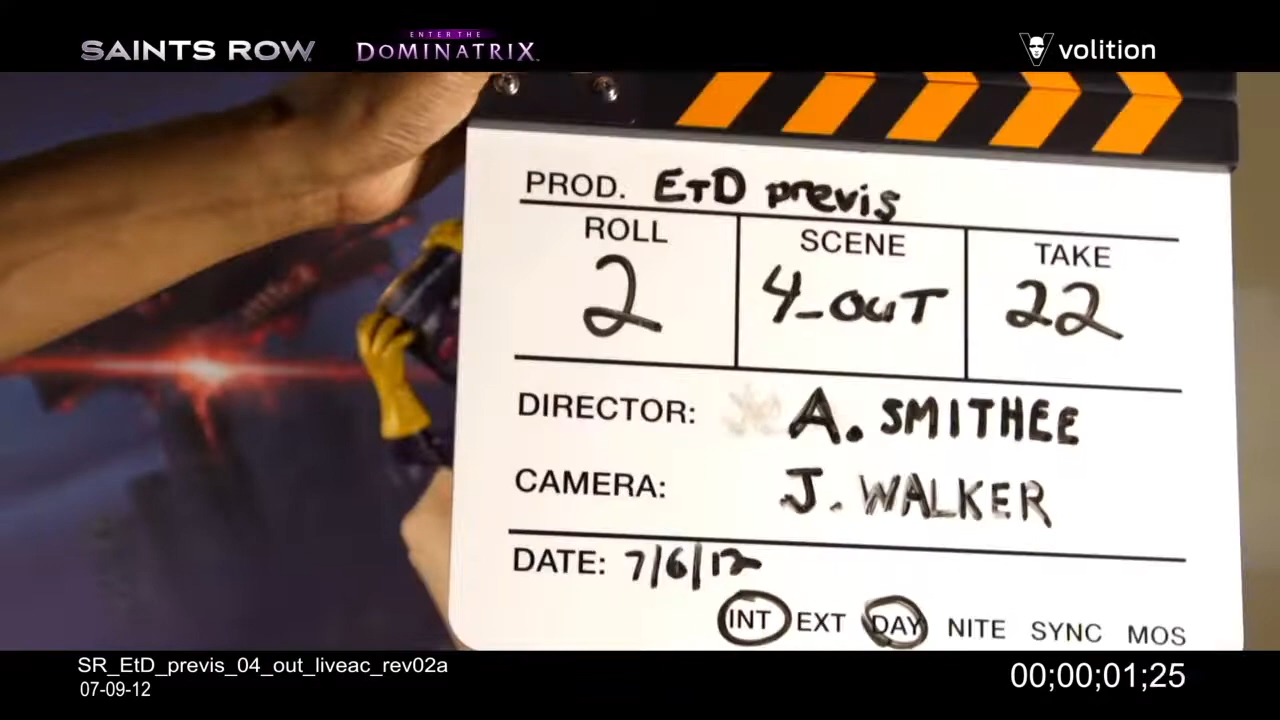 SAINTS ROW
ENTER THE
DOMINATRIX
volition
PROD. EtD previs
ROLL SCENE TAKE
2 4_OUT 22
DIRECTOR: A. SMITHEE
CAMERA: J. WALKER
DATE: 7/6/12
INT EXT DAY NITE SYNC MOS
SR_EtD_previs_04_out_liveac_rev02a
07-09-12
00;00;01;25